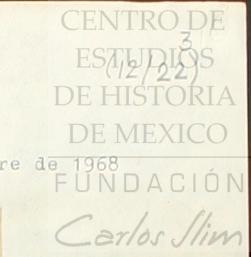 CENTRO DE
3
ESTUDIOS
(12/22)
DE HISTORIA
DE MEXICO
re de 1968
FUNDACIÓN
Carlos Slim